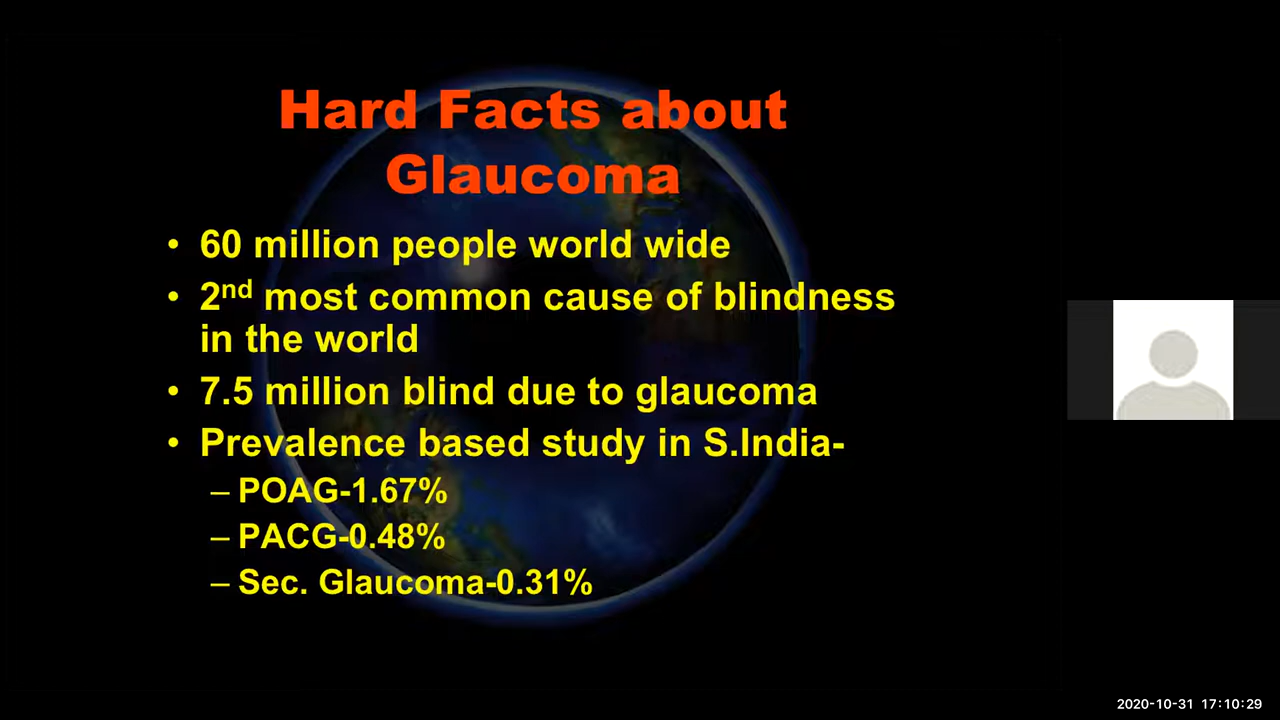 Hard Facts about
Glaucoma
• 60 million people world wide
• 2nd most common cause of blindness
in the world
• 7.5 million blind due to glaucoma
• Prevalence based study in S.India-
– POAG-1.67%
– PACG-0.48%
– Sec. Glaucoma-0.31%
2020-10-31 17:10:29